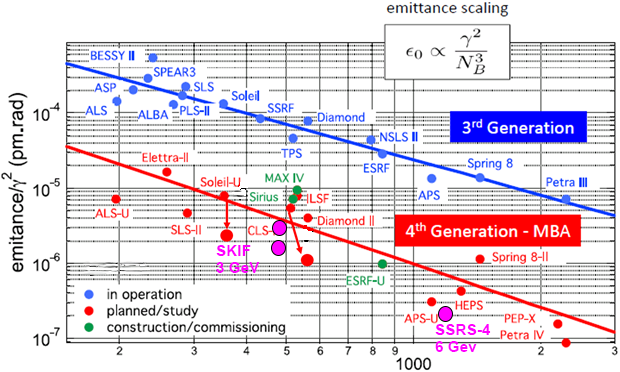 emittance scaling
ϵ₀ ∝ γ² / N_B³
emitance/γ² (pm.rad)
10⁻⁴
10⁻⁵
10⁻⁶
10⁻⁷
BESSY II
SPEAR3
ASP
SLS
ALS
ALBA
PLS-II
Soleil
SSRF
Diamond
TPS
NSLS II
ESRF
APS
Spring 8
Petra III
3rd Generation
Elettra-II
Soleil-U
MAX IV
Sirius
ILSF
ALS-U
SLS-II
CLS-
Diamond II
4th Generation - MBA
SKIF
3 GeV
ESRF-U
Spring 8-II
HEPS
APS-U
SSRS-4
6 Gev
PEP-X
Petra IV
in operation
planned/study
construction/commissioning
2
3
4
5
6
7
8
9
1000
2
3